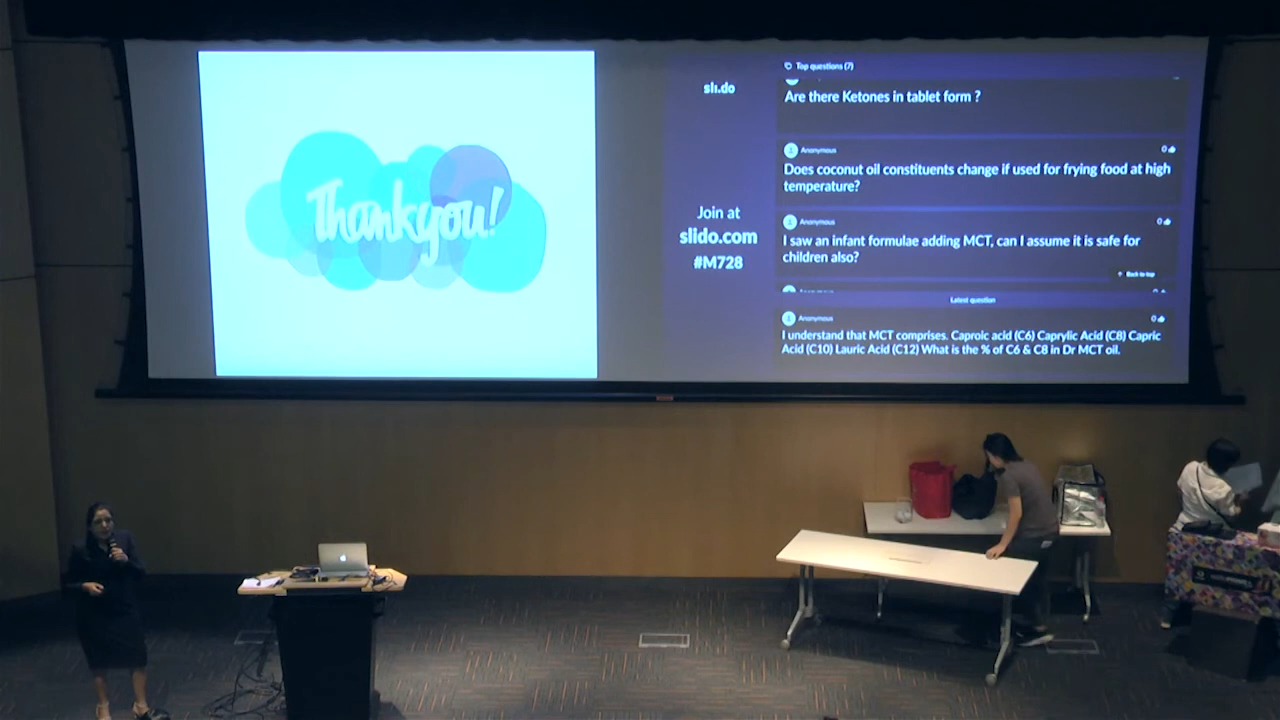 Thankyou!
sli.do
Join at
slido.com
#M728
Top questions (7)
Are there Ketones in tablet form ?
Anonymous
0
Does coconut oil constituents change if used for frying food at high
temperature?
Anonymous
0
I saw an infant formulae adding MCT, can I assume it is safe for
children also?
Back to top
Latest question
Anonymous
0
I understand that MCT comprises. Caproic acid (C6) Caprylic Acid (C8) Capric
Acid (C10) Lauric Acid (C12) What is the % of C6 & C8 in Dr MCT oil.